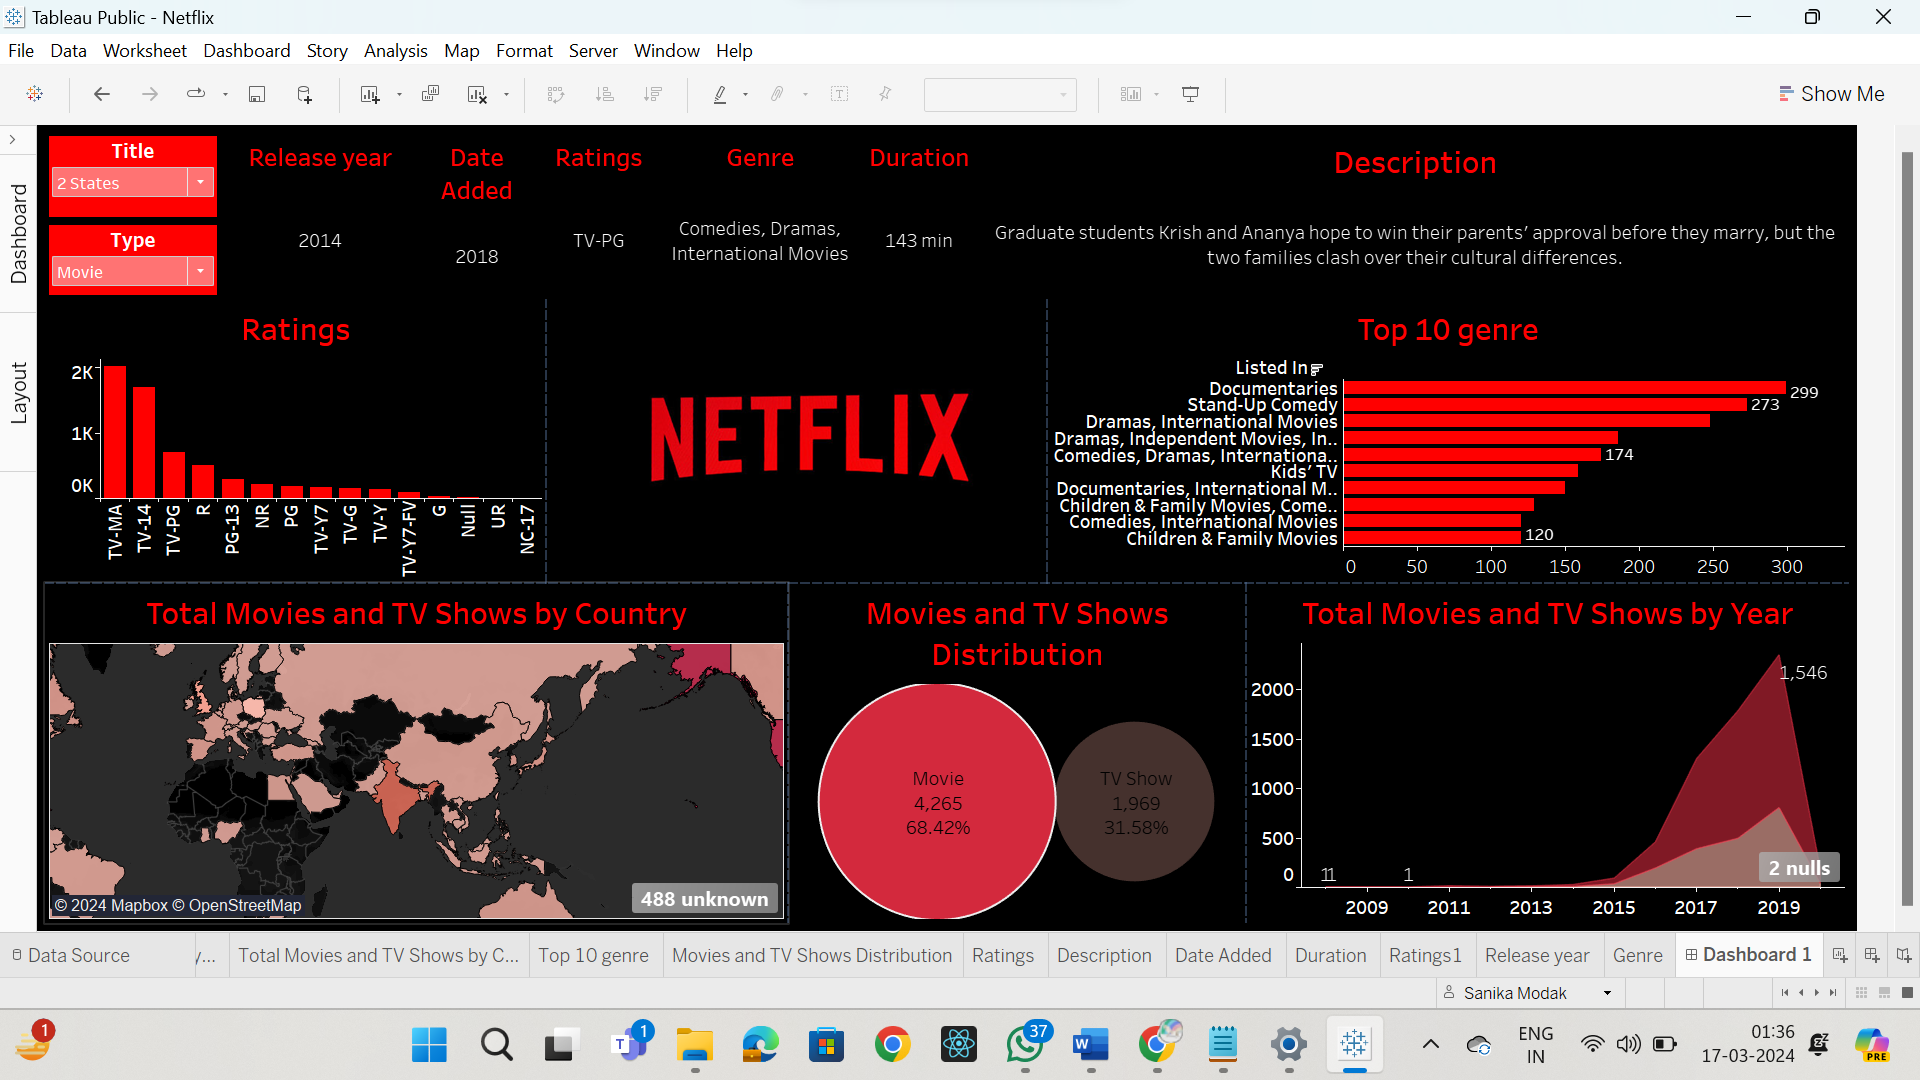 Tableau Public - Netflix
File Data Worksheet Dashboard Story Analysis Map Format Server Window Help
Show Me
Dashboard
Layout
Title
2 States
Type
Movie
Release year
2014
Date
Added
2018
Ratings
TV-PG
Genre
Comedies, Dramas,
International Movies
Duration
143 min
Description
Graduate students Krish and Ananya hope to win their parents’ approval before they marry, but the
two families clash over their cultural differences.
Ratings
2K
1K
0K
TV-MA
TV-14
TV-PG
R
PG-13
NR
PG
TV-Y7
TV-G
TV-Y
TV-Y7-FV
G
Null
UR
NC-17
NETFLIX
Top 10 genre
Listed In
Documentaries
299
Stand-Up Comedy
273
Dramas, International Movies
Dramas, Independent Movies, In..
Comedies, Dramas, Internationa..
174
Kids’ TV
Documentaries, International M..
Children & Family Movies, Come..
Comedies, International Movies
Children & Family Movies
120
0 50 100 150 200 250 300
Total Movies and TV Shows by Country
488 unknown
© 2024 Mapbox © OpenStreetMap
Movies and TV Shows
Distribution
Movie
4,265
68.42%
TV Show
1,969
31.58%
Total Movies and TV Shows by Year
1,546
2000
1500
1000
500
0
11
1
2 nulls
2009 2011 2013 2015 2017 2019
Data Source
y...
Total Movies and TV Shows by C...
Top 10 genre
Movies and TV Shows Distribution
Ratings
Description
Date Added
Duration
Ratings1
Release year
Genre
Dashboard 1
Sanika Modak
1
1
37
ENG
IN
01:36
17-03-2024
PRE